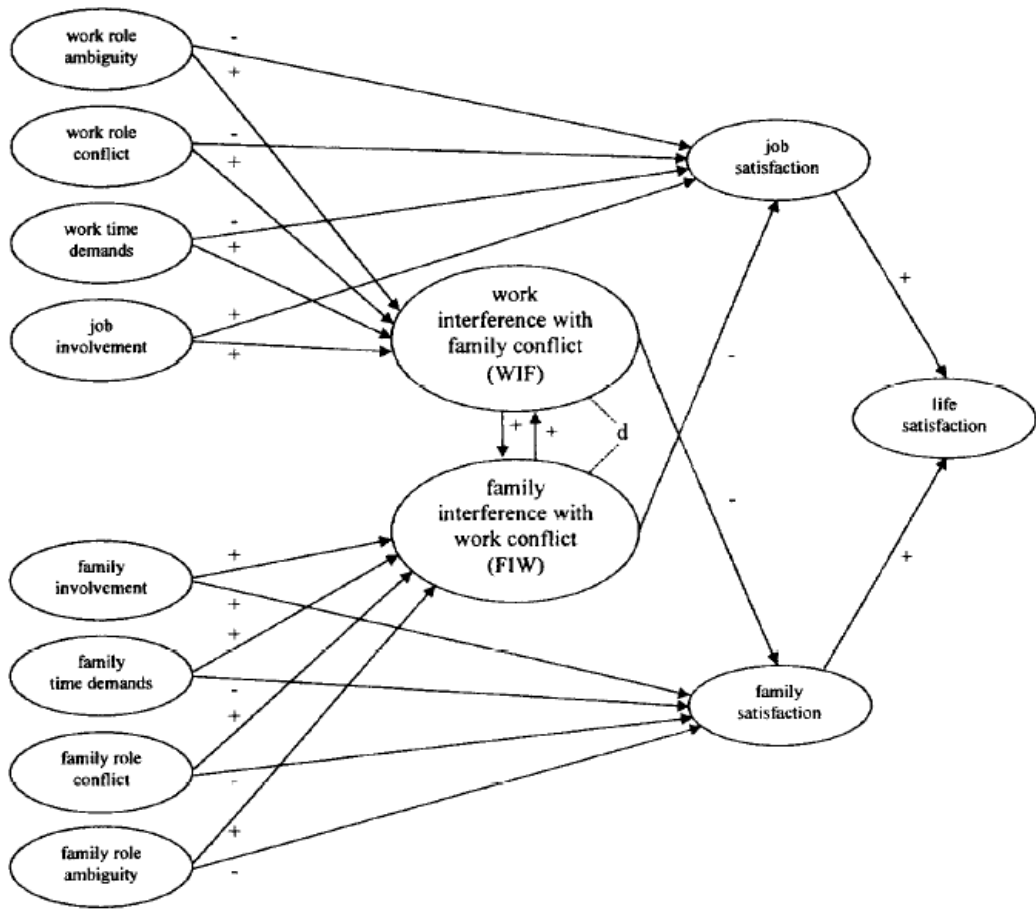 work role
ambiguity
-
+
work role
conflict
-
+
job
satisfaction
work time
demands
-
+
+
job
involvement
+
+
work
interference with
family conflict
(WIF)
-
life
satisfaction
+
+
d
family
interference with
work conflict
(FIW)
-
+
family
involvement
+
+
+
family
time demands
-
+
family
satisfaction
family role
conflict
-
+
family role
ambiguity
-